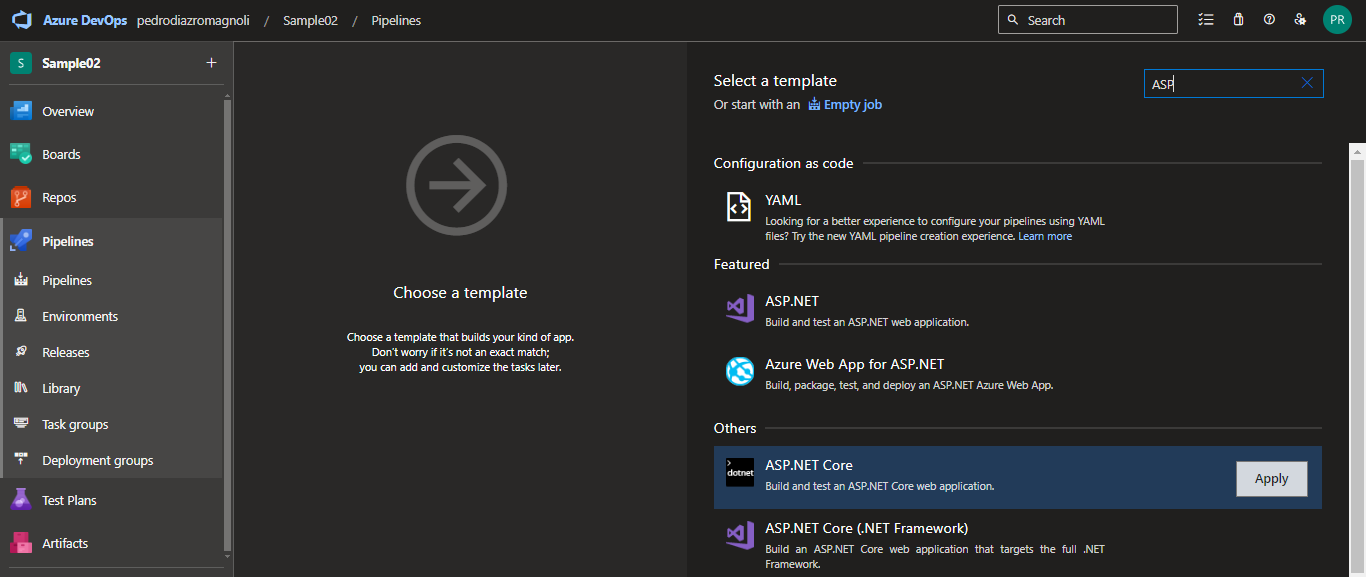 Azure DevOps pedrodiazromagnoli / Sample02 / Pipelines
Search
PR
S Sample02 +
Overview
Boards
Repos
Pipelines
Pipelines
Environments
Releases
Library
Task groups
Deployment groups
Test Plans
Artifacts
Choose a template
Choose a template that builds your kind of app.
Don't worry if it's not an exact match;
you can add and customize the tasks later.
Select a template
Or start with an Empty job
ASP
Configuration as code
YAML
Looking for a better experience to configure your pipelines using YAML
files? Try the new YAML pipeline creation experience. Learn more
Featured
ASP.NET
Build and test an ASP.NET web application.
Azure Web App for ASP.NET
Build, package, test, and deploy an ASP.NET Azure Web App.
Others
dotnet
ASP.NET Core
Build and test an ASP.NET Core web application.
Apply
ASP.NET Core (.NET Framework)
Build an ASP.NET Core web application that targets the full .NET
Framework.